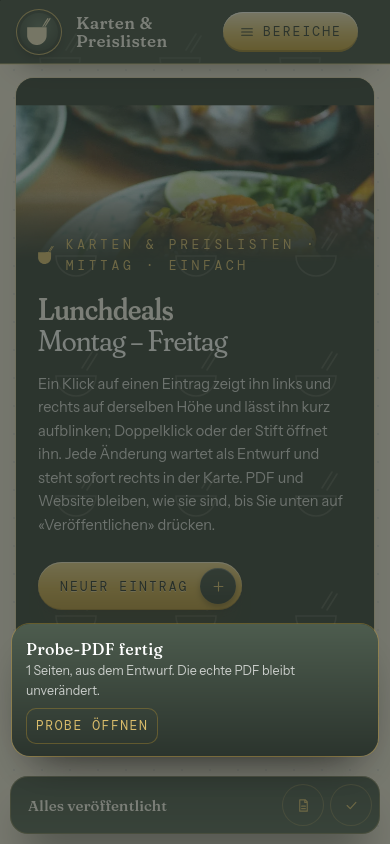 Karten &
Preislisten
BEREICHE
KARTEN & PREISLISTEN ·
MITTAG · EINFACH
Lunchdeals
Montag – Freitag
Ein Klick auf einen Eintrag zeigt ihn links und
rechts auf derselben Höhe und lässt ihn kurz
aufblinken; Doppelklick oder der Stift öffnet
ihn. Jede Änderung wartet als Entwurf und
steht sofort rechts in der Karte. PDF und
Website bleiben, wie sie sind, bis Sie unten auf
«Veröffentlichen» drücken.
NEUER EINTRAG
Probe-PDF fertig
1 Seiten, aus dem Entwurf. Die echte PDF bleibt
unverändert.
PROBE ÖFFNEN
Alles veröffentlicht